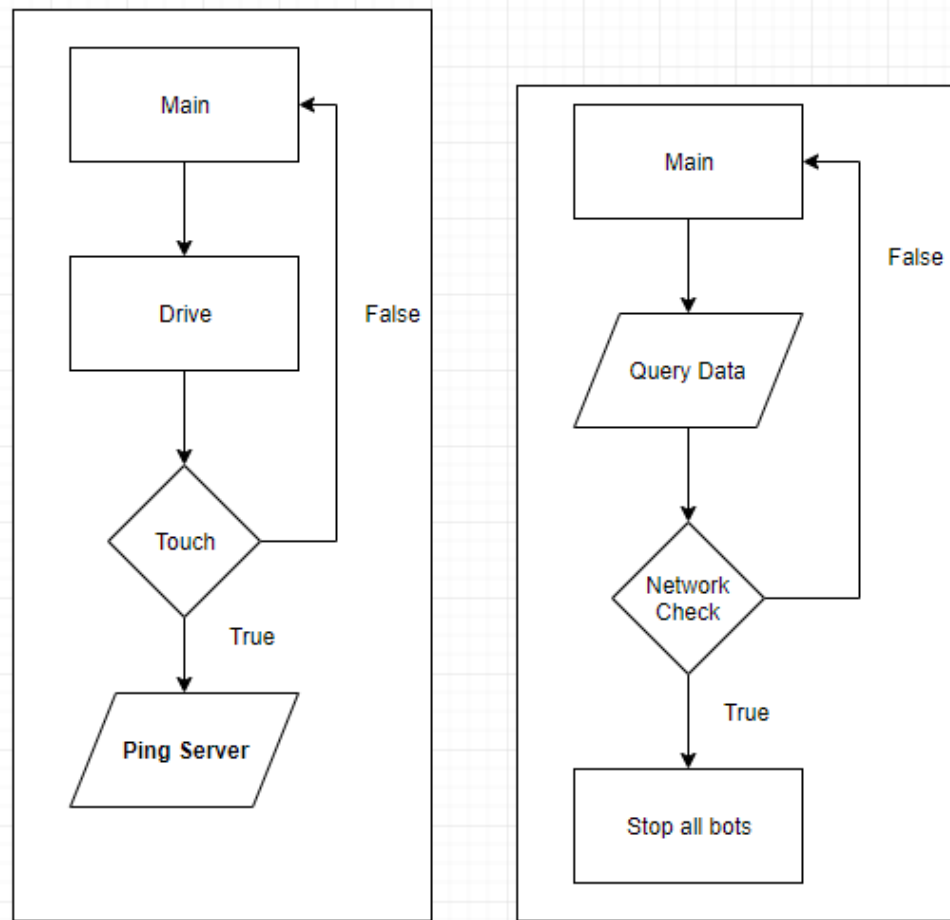 Main
Drive
False
Touch
True
Ping Server
Main
False
Query Data
Network
Check
True
Stop all bots